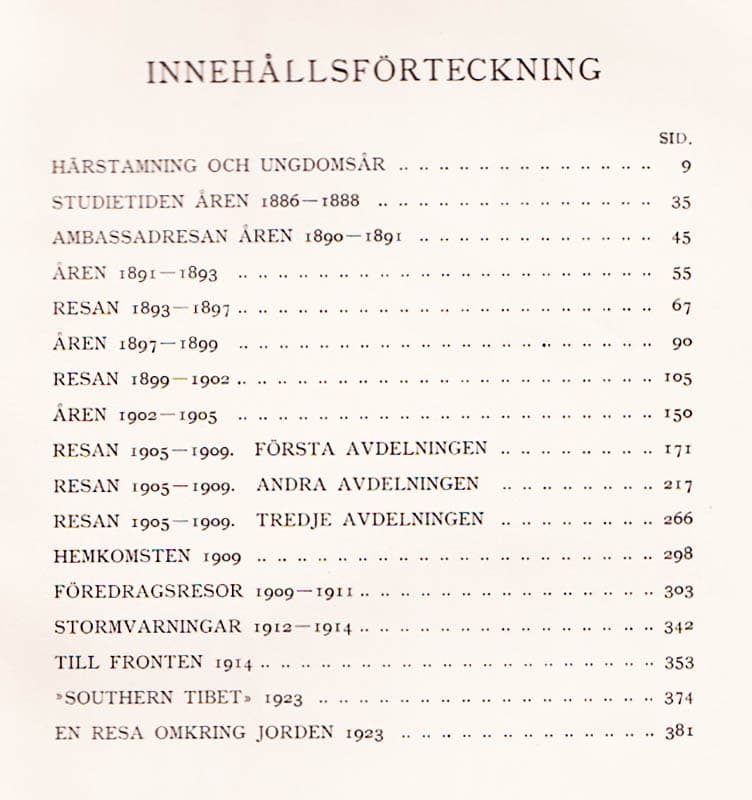 INNEHÅLLSFÖRTECKNING
SID.
HÄRSTAMNING OCH UNGDOMSÅR .. .. .. .. .. .. .. .. .. .. .. .. .. 9
STUDIETIDEN ÅREN 1886—1888 .. .. .. .. .. .. .. .. .. .. .. .. .. .. 35
AMBASSADRESAN ÅREN 1890—1891 .. .. .. .. .. .. .. .. .. .. .. .. 45
ÅREN 1891—1893 .. .. .. .. .. .. .. .. .. .. .. .. .. .. .. .. .. .. .. .. .. 55
RESAN 1893—1897 .. .. .. .. .. .. .. .. .. .. .. .. .. .. .. .. .. .. .. .. .. 67
ÅREN 1897—1899 .. .. .. .. .. .. .. .. .. .. .. .. .. .. .. .. .. .. .. .. .. 90
RESAN 1899—1902 .. .. .. .. .. .. .. .. .. .. .. .. .. .. .. .. .. .. .. .. .. 105
ÅREN 1902—1905 .. .. .. .. .. .. .. .. .. .. .. .. .. .. .. .. .. .. .. .. .. 150
RESAN 1905—1909. FÖRSTA AVDELNINGEN .. .. .. .. .. .. .. .. 171
RESAN 1905—1909. ANDRA AVDELNINGEN .. .. .. .. .. .. .. .. 217
RESAN 1905—1909. TREDJE AVDELNINGEN .. .. .. .. .. .. .. .. 266
HEMKOMSTEN 1909 .. .. .. .. .. .. .. .. .. .. .. .. .. .. .. .. .. .. .. .. 298
FÖREDRAGSRESOR 1909—1911 .. .. .. .. .. .. .. .. .. .. .. .. .. .. .. 303
STORMVARNINGAR 1912—1914 .. .. .. .. .. .. .. .. .. .. .. .. .. .. .. 342
TILL FRONTEN 1914 .. .. .. .. .. .. .. .. .. .. .. .. .. .. .. .. .. .. .. .. 353
»SOUTHERN TIBET» 1923 .. .. .. .. .. .. .. .. .. .. .. .. .. .. .. .. .. 374
EN RESA OMKRING JORDEN 1923 .. .. .. .. .. .. .. .. .. .. .. .. .. 381